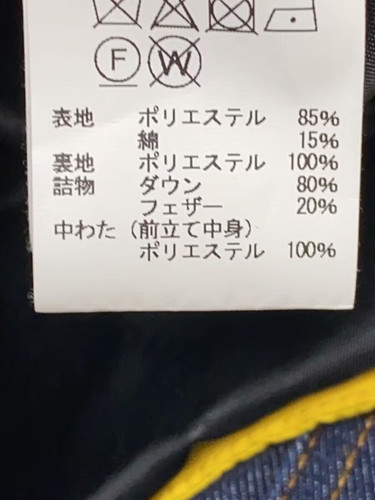 F W
表地 ポリエステル 85%
綿 15%
裏地 ポリエステル 100%
詰物 ダウン 80%
フェザー 20%
中わた（前立て中身）
ポリエステル 100%